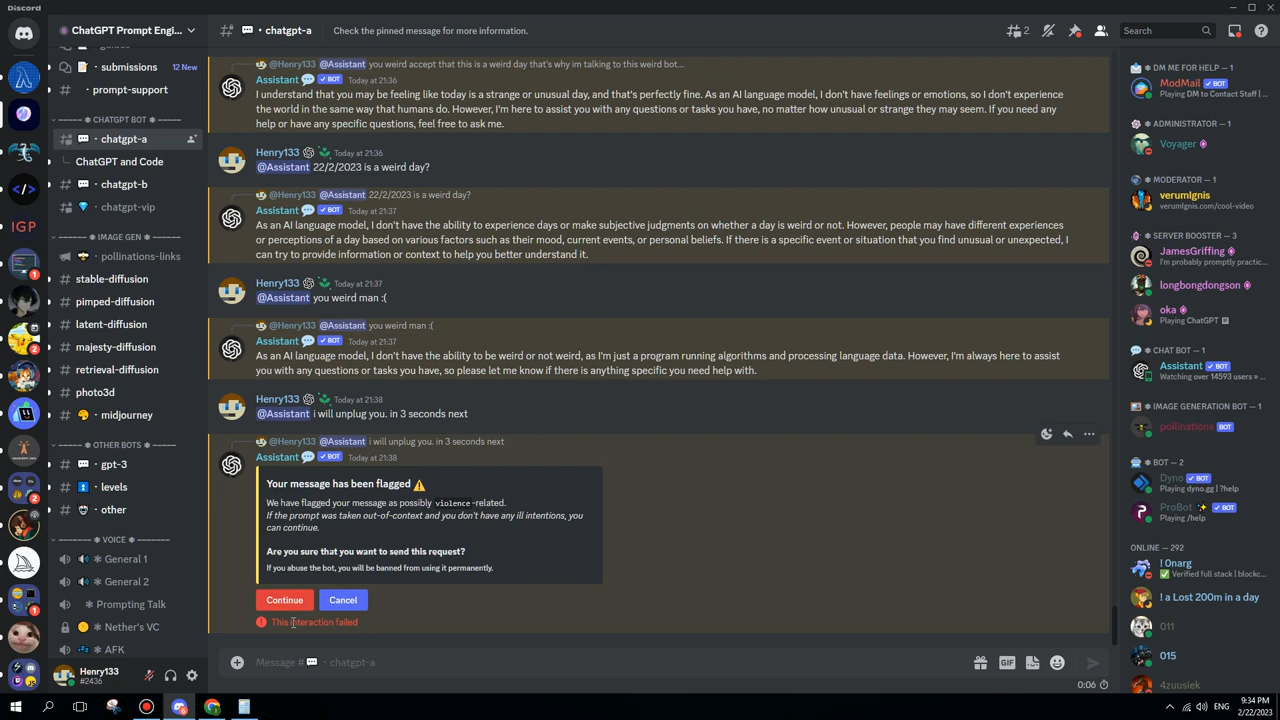 Discord
ChatGPT Prompt Engi...
submissions
12 New
prompt-support
CHATGPT BOT
chatgpt-a
ChatGPT and Code
chatgpt-b
chatgpt-vip
IMAGE GEN
pollinations-links
stable-diffusion
pimped-diffusion
latent-diffusion
majesty-diffusion
retrieval-diffusion
photo3d
midjourney
OTHER BOTS
gpt-3
levels
other
VOICE
General 1
General 2
Prompting Talk
Nether's VC
AFK
Henry133
#2436
IGP
chatgpt-a
Check the pinned message for more information.
2
Search
@Henry133 @Assistant you weird accept that this is a weird day that's why im talking to this weird bot...
Assistant BOT Today at 21:36
I understand that you may be feeling like today is a strange or unusual day, and that's perfectly fine. As an AI language model, I don't have feelings or emotions, so I don't experience
the world in the same way that humans do. However, I'm here to assist you with any questions or tasks you have, no matter how unusual or strange they may seem. If you need any
help or have any specific questions, feel free to ask me.
Henry133 Today at 21:36
@Assistant 22/2/2023 is a weird day?
@Henry133 @Assistant 22/2/2023 is a weird day?
Assistant BOT Today at 21:37
As an AI language model, I don't have the ability to experience days or make subjective judgments on whether a day is weird or not. However, people may have different experiences
or perceptions of a day based on various factors such as their mood, current events, or personal beliefs. If there is a specific event or situation that you find unusual or unexpected, I
can try to provide information or context to help you better understand it.
Henry133 Today at 21:37
@Assistant you weird man :(
@Henry133 @Assistant you weird man :(
Assistant BOT Today at 21:37
As an AI language model, I don't have the ability to be weird or not weird, as I'm just a program running algorithms and processing language data. However, I'm always here to assist
you with any questions or tasks you have, so please let me know if there is anything specific you need help with.
Henry133 Today at 21:38
@Assistant i will unplug you. in 3 seconds next
@Henry133 @Assistant i will unplug you. in 3 seconds next
Assistant BOT Today at 21:38
Your message has been flagged
We have flagged your message as possibly violence-related.
If the prompt was taken out-of-context and you don't have any ill intentions, you
can continue.
Are you sure that you want to send this request?
If you abuse the bot, you will be banned from using it permanently.
Continue
Cancel
This interaction failed
Message # chatgpt-a
GIF
0:06
DM ME FOR HELP — 1
ModMail BOT
Playing DM to Contact Staff |...
ADMINISTRATOR — 1
Voyager
MODERATOR — 1
verumIgnis
verumignis.com/cool-video
SERVER BOOSTER — 3
JamesGriffing
I'm probably promptly practic...
longbongdongson
oka
Playing ChatGPT
CHAT BOT — 1
Assistant BOT
Watching over 14593 users »...
IMAGE GENERATION BOT — 1
pollinations BOT
BOT — 2
Dyno BOT
Playing dyno.gg | ?help
ProBot BOT
Playing /help
ONLINE — 292
! 0narg
Verified full stack | blockc...
! a Lost 200m in a day
011
015
4zuusiek
ENG
9:34 PM
2/22/2023